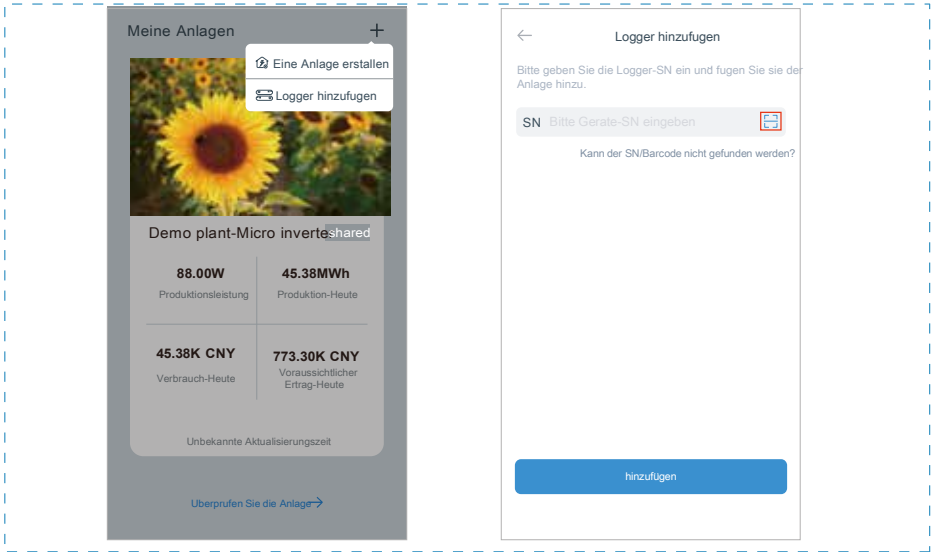 Meine Anlagen
Eine Anlage erstallen
Logger hinzufugen
Demo plant-Micro inverte
shared
88.00W
Produktionsleistung
45.38MWh
Produktion-Heute
45.38K CNY
Verbrauch-Heute
773.30K CNY
Voraussichtlicher
Ertrag-Heute
Unbekannte Aktualisierungszeit
Uberprufen Sie die Anlage
Logger hinzufugen
Bitte geben Sie die Logger-SN ein und fugen Sie sie der
Anlage hinzu.
SN Bitte Gerate-SN eingeben
Kann der SN/Barcode nicht gefunden werden?
hinzufügen